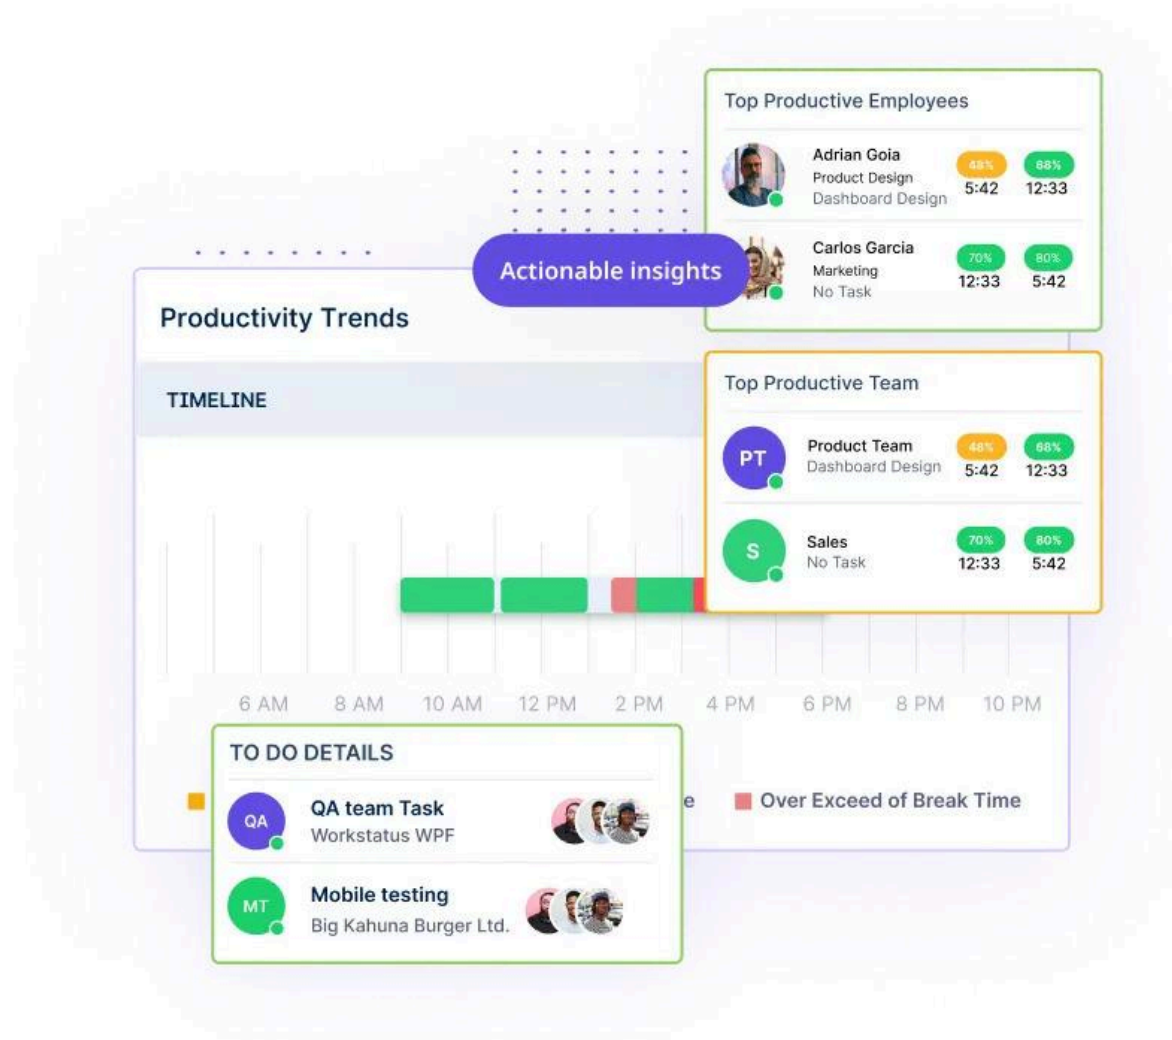 Top Productive Employees
Adrian Goia
Product Design
Dashboard Design
48%
5:42
68%
12:33
Actionable insights
Carlos Garcia
Marketing
No Task
70%
12:33
80%
5:42
Productivity Trends
TIMELINE
Top Productive Team
PT
Product Team
Dashboard Design
48%
5:42
68%
12:33
S
Sales
No Task
70%
12:33
80%
5:42
6 AM 8 AM 10 AM 12 PM 2 PM 4 PM 6 PM 8 PM 10 PM
TO DO DETAILS
QA
QA team Task
Workstatus WPF
e
Over Exceed of Break Time
MT
Mobile testing
Big Kahuna Burger Ltd.